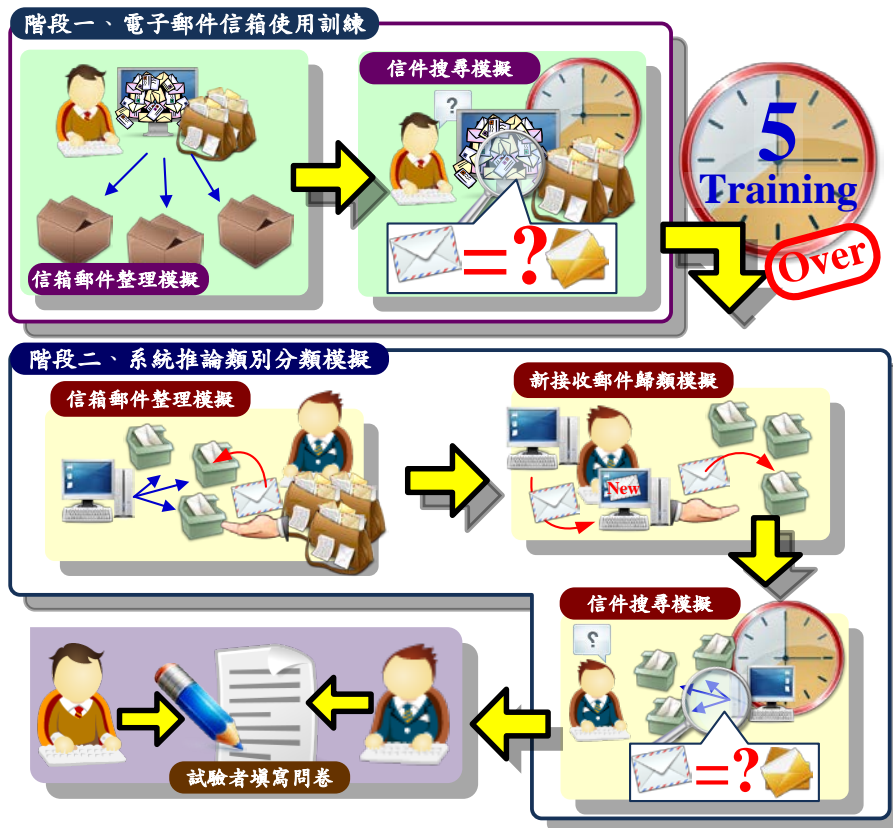 階段一、電子郵件信箱使用訓練
信件搜尋模擬
?
5
Training
=?
信箱郵件整理模擬
Over
階段二、系統推論類別分類模擬
信箱郵件整理模擬
新接收郵件歸類模擬
New
信件搜尋模擬
?
=?
試驗者填寫問卷